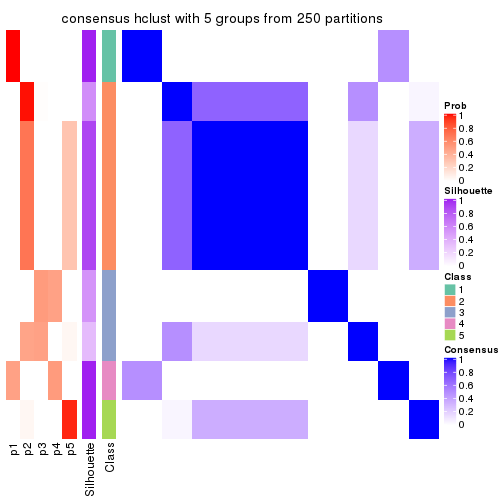 consensus hclust with 5 groups from 250 partitions
Prob
1
0.8
0.6
0.4
0.2
0
Silhouette
1
0.8
0.6
0.4
0.2
0
Class
1
2
3
4
5
Consensus
1
0.8
0.6
0.4
0.2
0
p1
p2
p3
p4
p5
Silhouette
Class